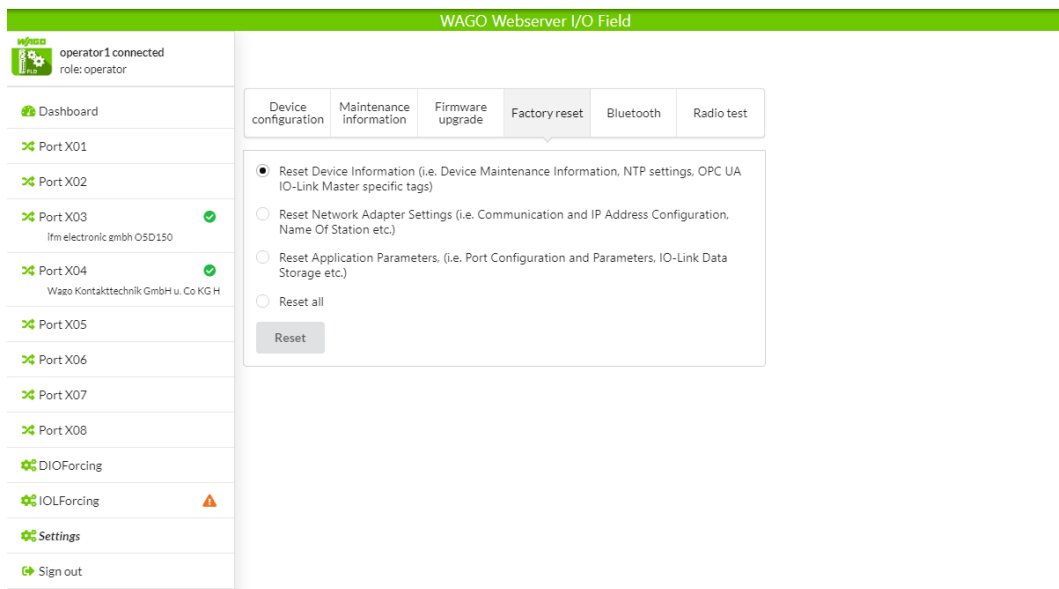 WAGO Webserver I/O Field
WAGO
FLD
operator1 connected
role: operator
Dashboard
Port X01
Port X02
Port X03
ifm electronic gmbh O5D150
Port X04
Wago Kontakttechnik GmbH u. Co KG H
Port X05
Port X06
Port X07
Port X08
DIOForcing
IOLForcing
Settings
Sign out
Device configuration
Maintenance information
Firmware upgrade
Factory reset
Bluetooth
Radio test
Reset Device Information (i.e. Device Maintenance Information, NTP settings, OPC UA
IO-Link Master specific tags)
Reset Network Adapter Settings (i.e. Communication and IP Address Configuration,
Name Of Station etc.)
Reset Application Parameters, (i.e. Port Configuration and Parameters, IO-Link Data
Storage etc.)
Reset all
Reset